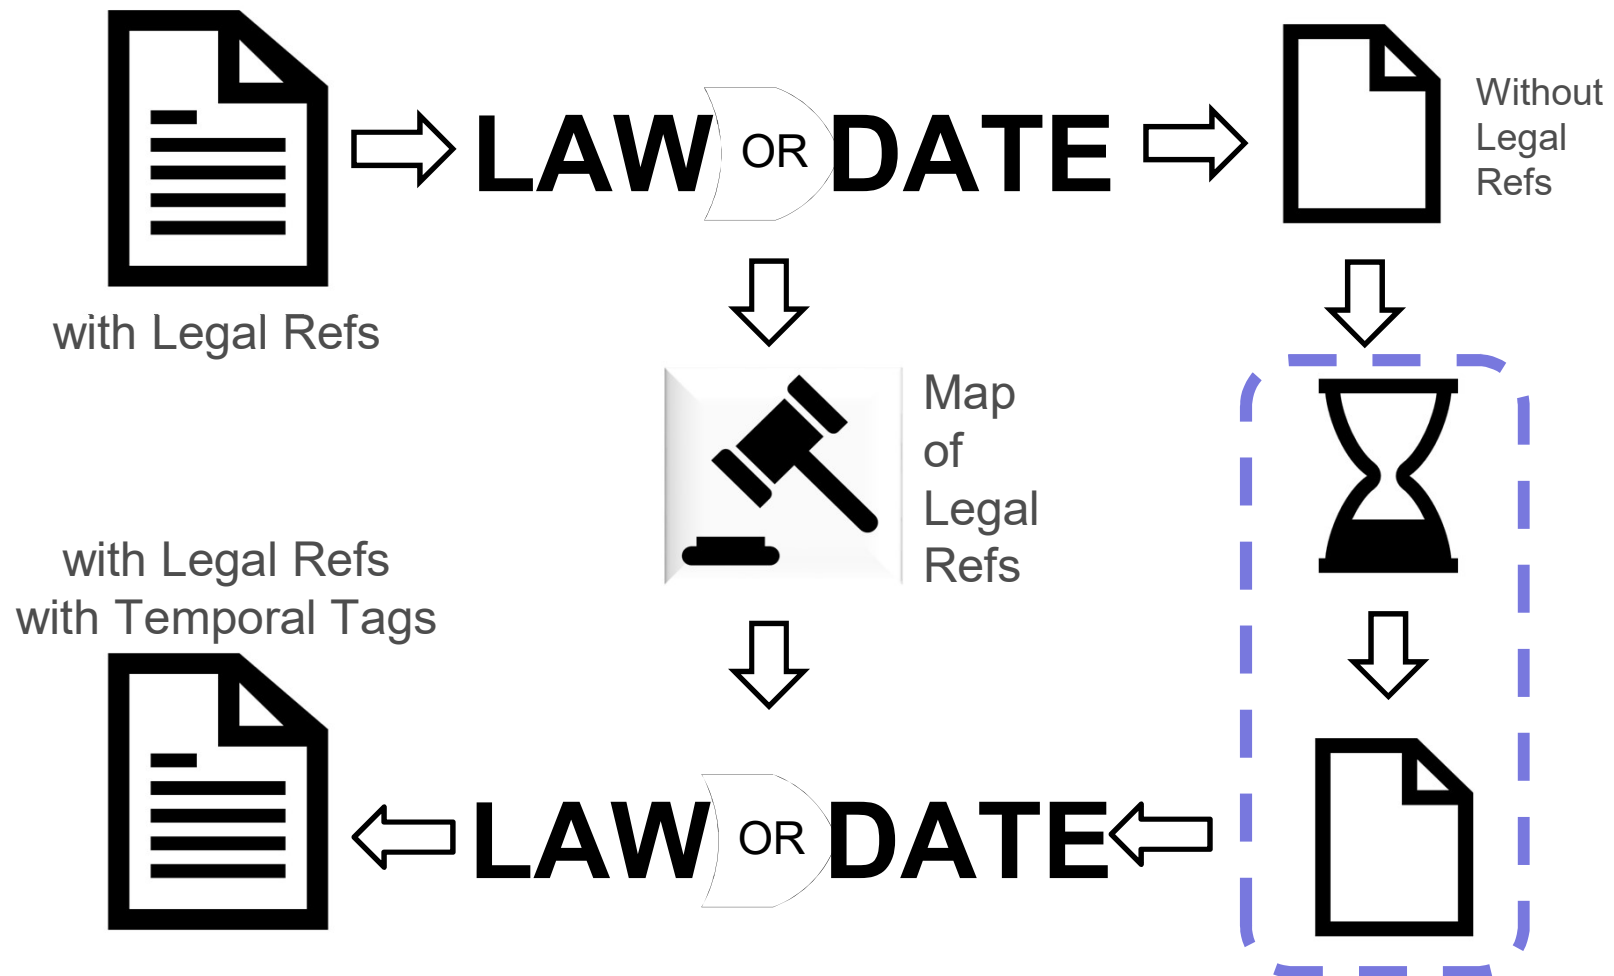 LAW OR DATE
Without
Legal
Refs
with Legal Refs
Map
of
Legal
Refs
with Legal Refs
with Temporal Tags
LAW OR DATE